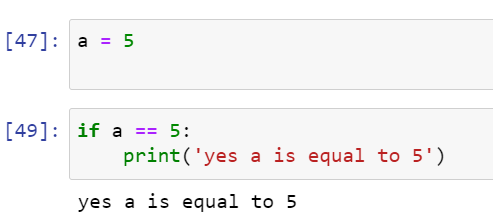 [47]: a = 5
[49]: if a == 5:
    print('yes a is equal to 5')
yes a is equal to 5